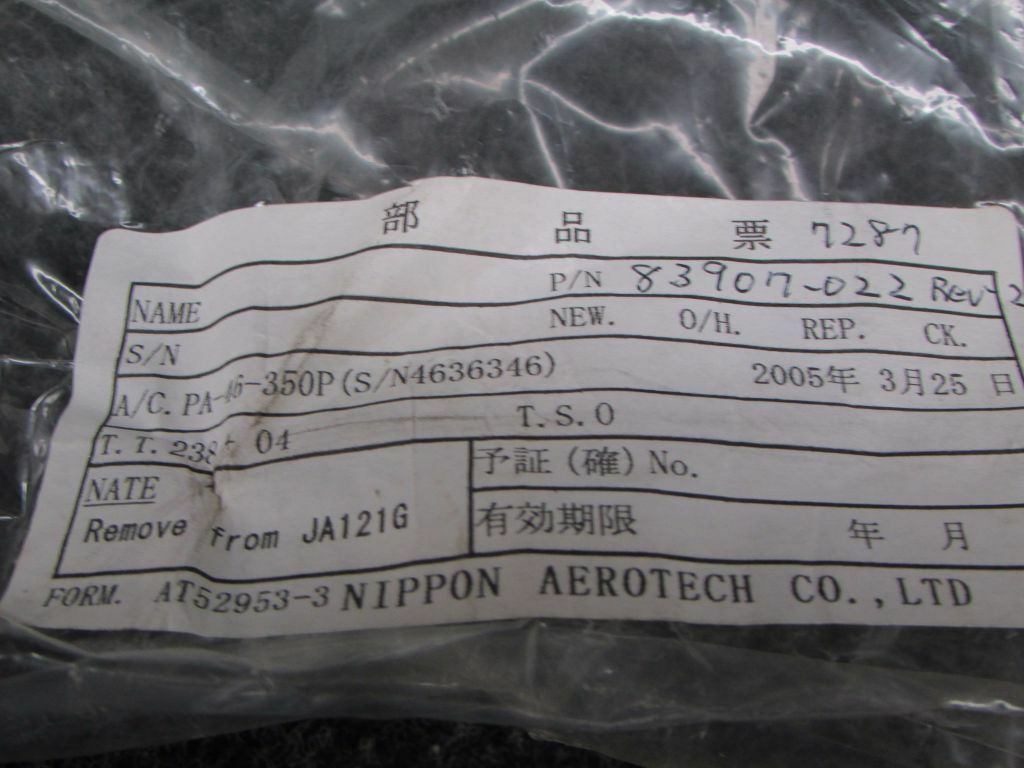 部 品 票 7287
NAME P/N 83907-022 Rev 2
S/N NEW. O/H. REP. CK.
A/C. PA-46-350P(S/N4636346) 2005年 3月25日
T. T. 04 T. S. O
NATE 予証(確)No.
Remove from JA121G 有効期限 年 月
FORM. AT52953-3 NIPPON AEROTECH CO., LTD